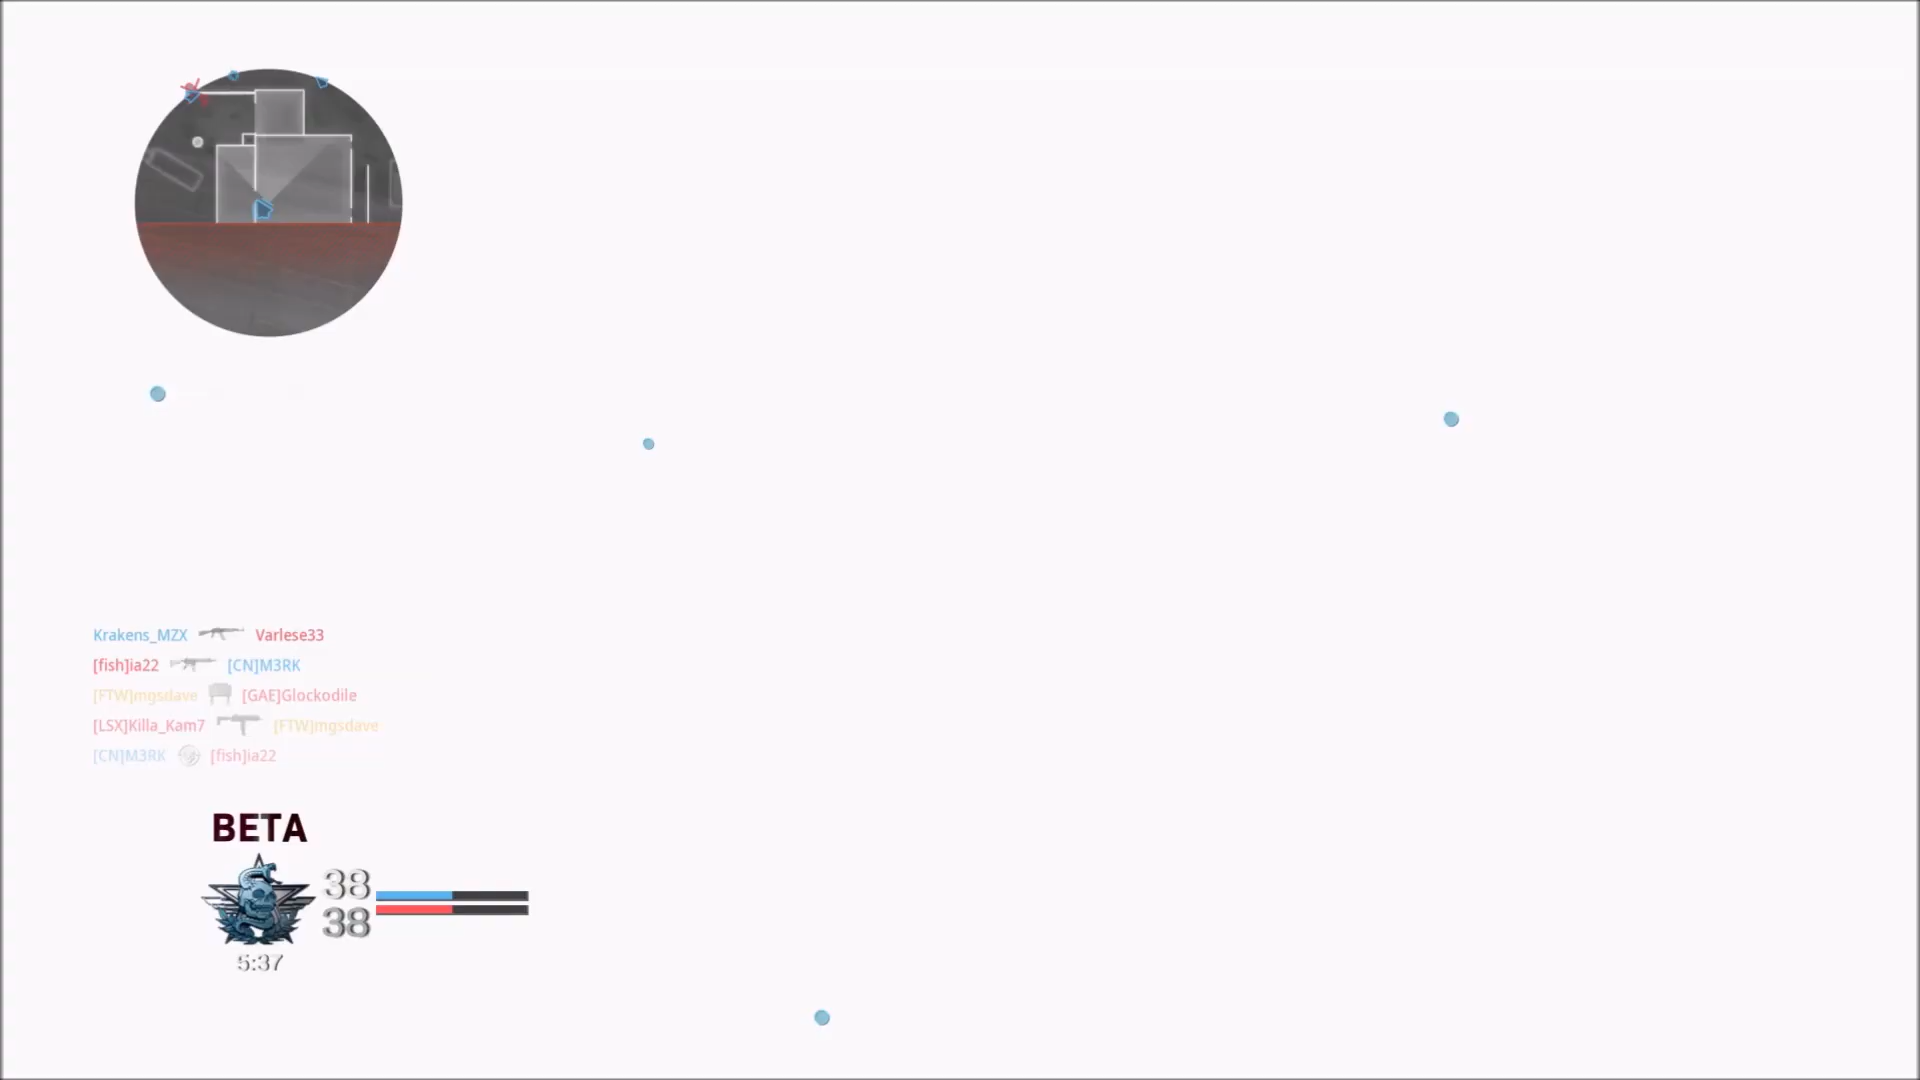 Krakens_MZX Varlese33
[fish]ia22 [CN]M3RK
[FTW]mgsdave [GAE]Glockodile
[LSX]Killa_Kam7 [FTW]mgsdave
[CN]M3RK [fish]ia22
BETA
38
38
5:37